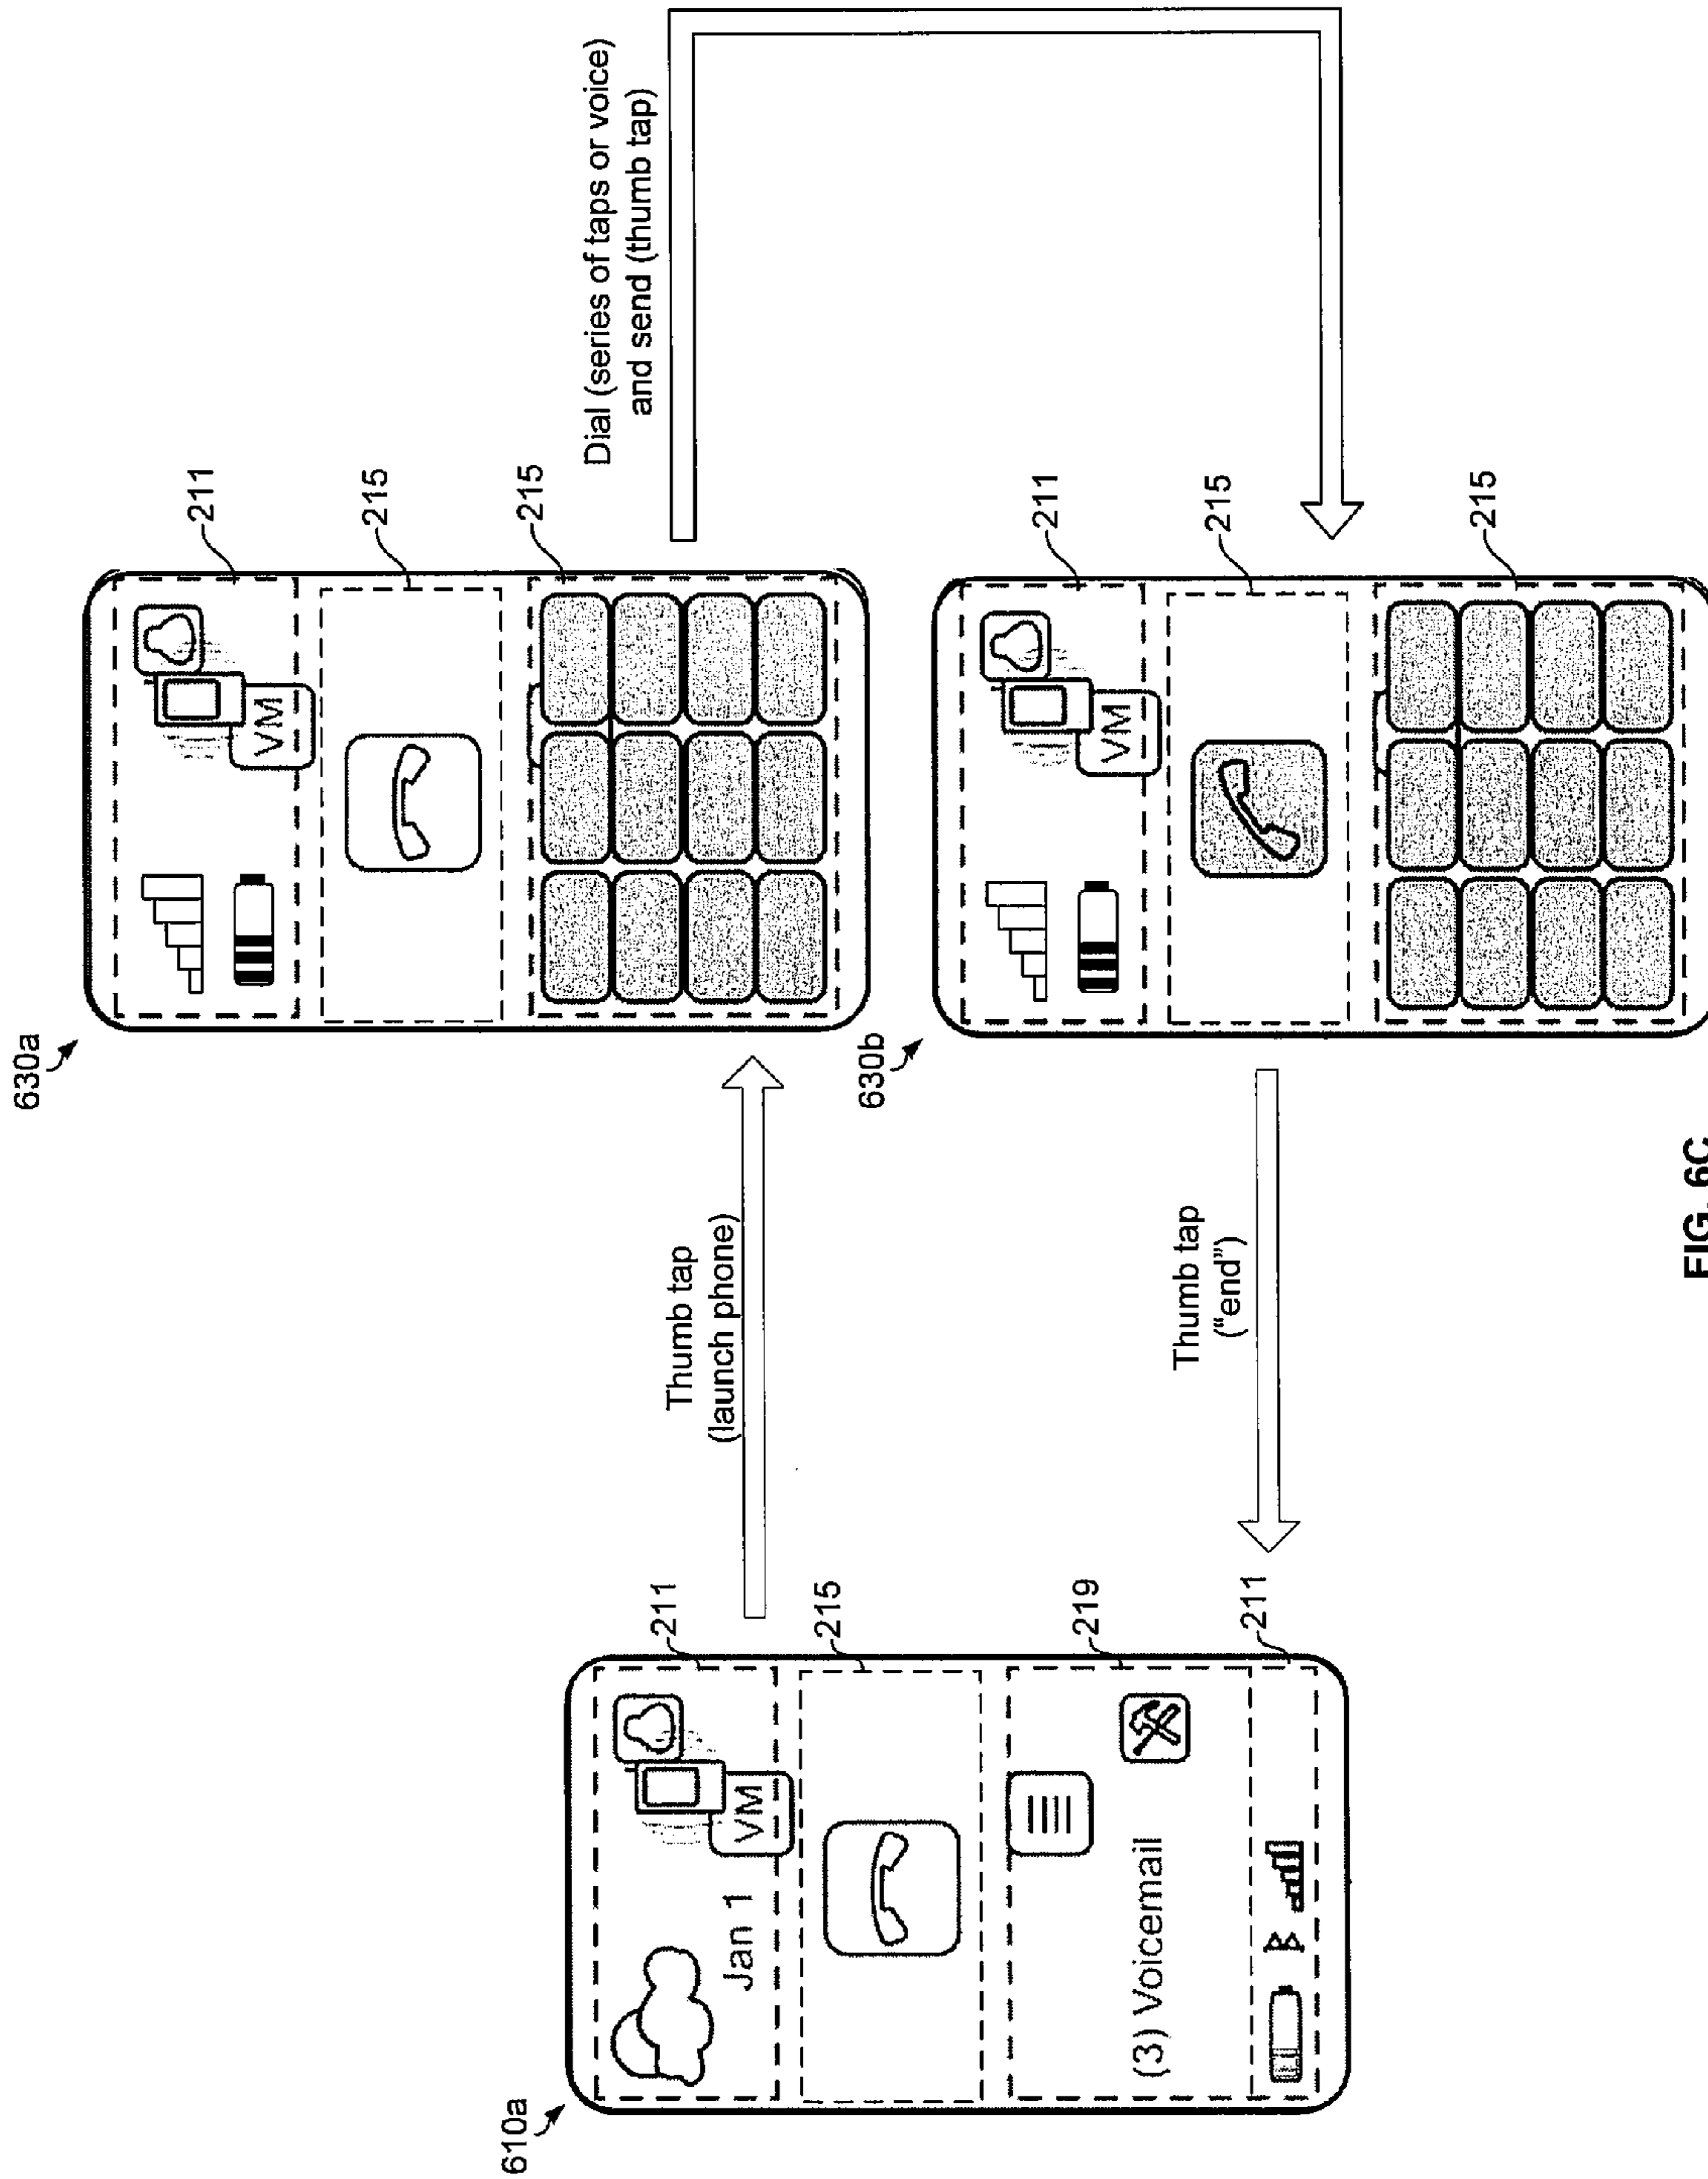 610a
211
Jan 1
VM
215
219
(3) Voicemail
211
Thumb tap
(launch phone)
630a
211
VM
215
215
Dial (series of taps or voice)
and send (thumb tap)
630b
211
VM
215
215
Thumb tap
("end")
FIG. 6C